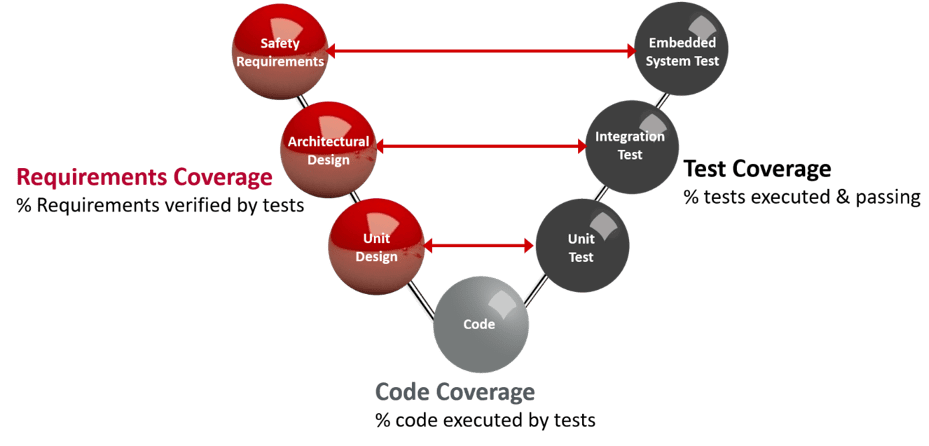 Safety
Requirements
Embedded
System Test
Architectural
Design
Integration
Test
Requirements Coverage
% Requirements verified by tests
Test Coverage
% tests executed & passing
Unit
Design
Unit
Test
Code
Code Coverage
% code executed by tests